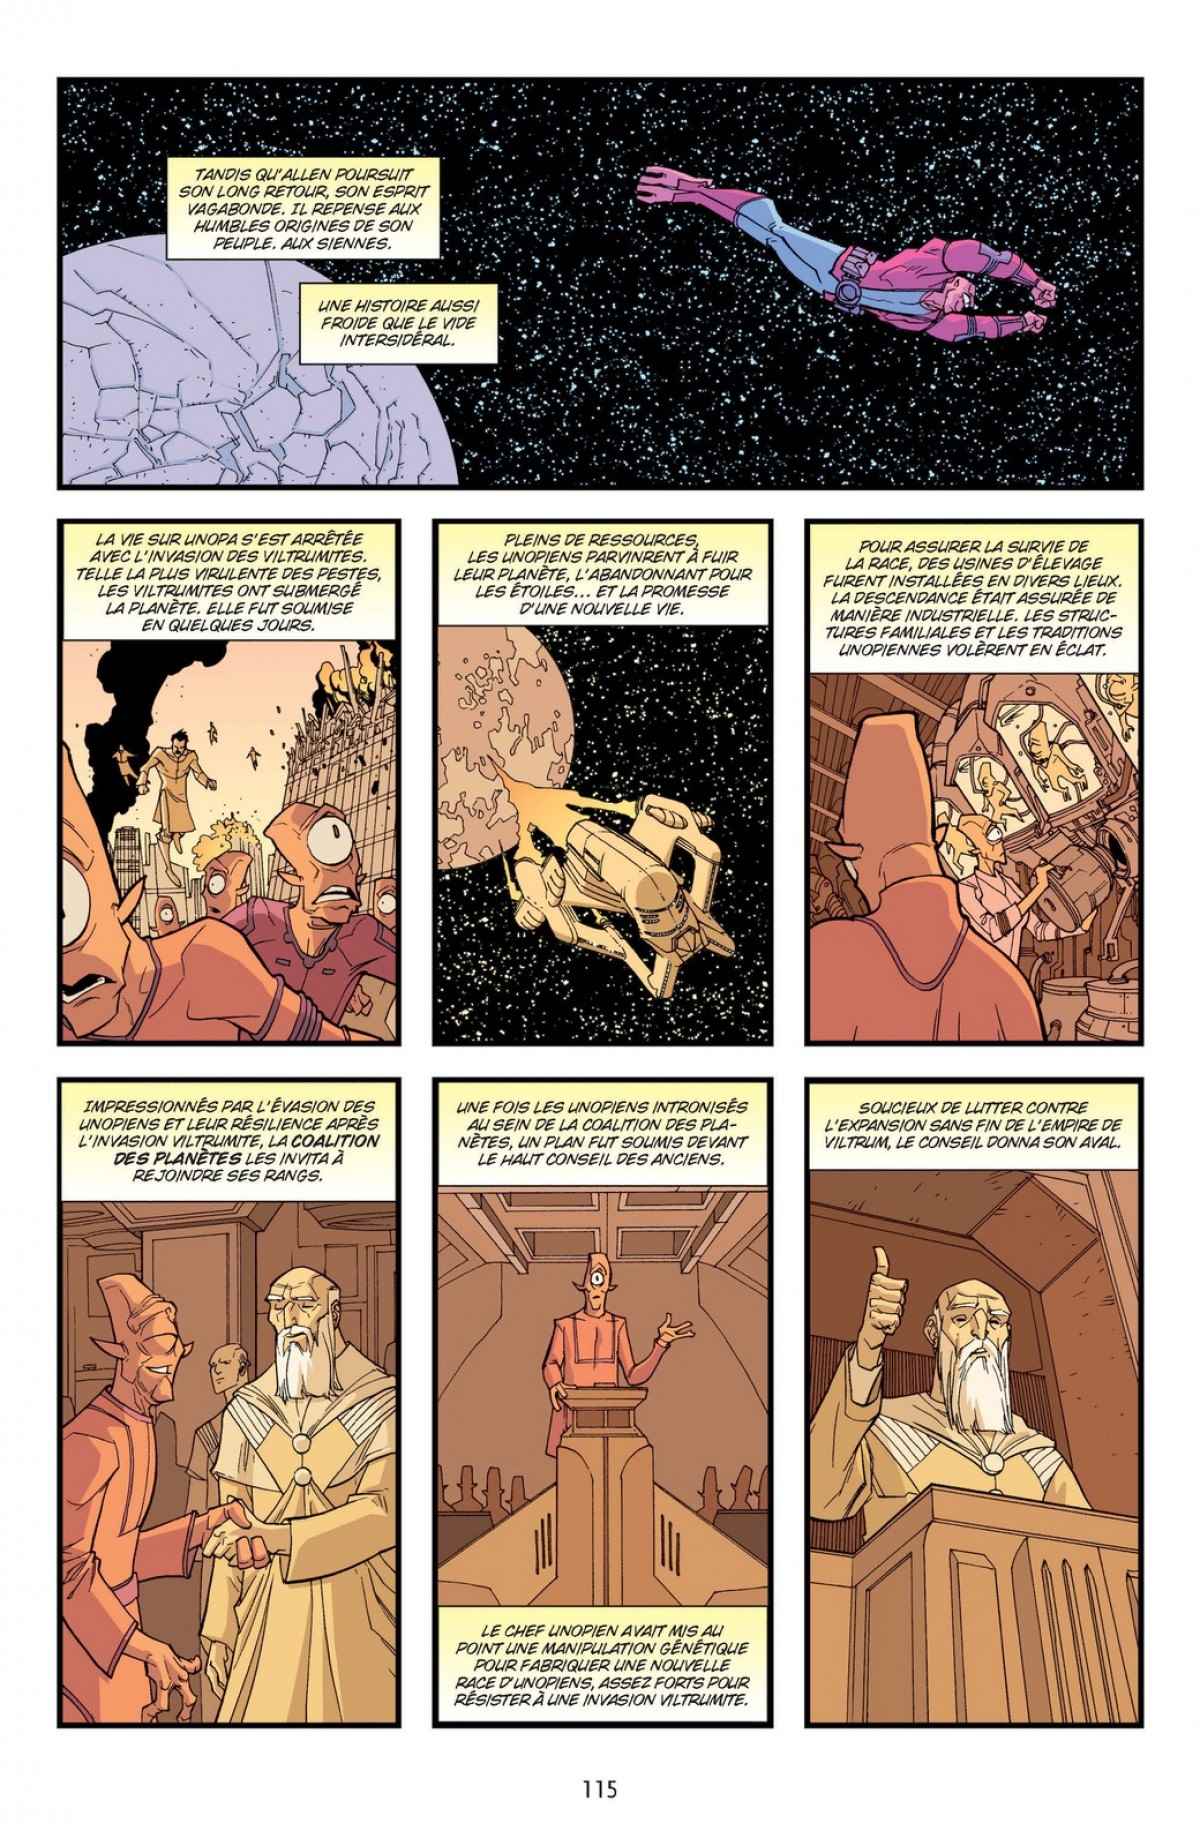 TANDIS QU'ALLEN POURSUIT
SON LONG RETOUR, SON ESPRIT
VAGABONDE. IL REPENSE AUX
HUMBLES ORIGINES DE SON
PEUPLE. AUX SIENNES.
UNE HISTOIRE AUSSI
FROIDE QUE LE VIDE
INTERSIDÉRAL.
LA VIE SUR UNOPA S'EST ARRÊTÉE
AVEC L'INVASION DES VILTRUMITES.
TELLE LA PLUS VIRULENTE DES PESTES,
LES VILTRUMITES ONT SUBMERGÉ
LA PLANÈTE. ELLE FUT SOUMISE
EN QUELQUES JOURS.
PLEINS DE RESSOURCES,
LES UNOPIENS PARVINRENT À FUIR
LEUR PLANÈTE, L'ABANDONNANT POUR
LES ÉTOILES... ET LA PROMESSE
D'UNE NOUVELLE VIE.
POUR ASSURER LA SURVIE DE
LA RACE, DES USINES D'ÉLEVAGE
FURENT INSTALLÉES EN DIVERS LIEUX.
LA DESCENDANCE ÉTAIT ASSURÉE DE
MANIÈRE INDUSTRIELLE. LES STRUC-
TURES FAMILIALES ET LES TRADITIONS
UNOPIENNES VOLÈRENT EN ÉCLAT.
IMPRESSIONNÉS PAR L'ÉVASION DES
UNOPIENS ET LEUR RÉSILIENCE APRÈS
L'INVASION VILTRUMITE, LA COALITION
DES PLANÈTES LES INVITA À
REJOINDRE SES RANGS.
UNE FOIS LES UNOPIENS INTRONISÉS
AU SEIN DE LA COALITION DES PLA-
NÈTES, UN PLAN FUT SOUMIS DEVANT
LE HAUT CONSEIL DES ANCIENS.
LE CHEF UNOPIEN AVAIT MIS AU
POINT UNE MANIPULATION GÉNÉTIQUE
POUR FABRIQUER UNE NOUVELLE
RACE D'UNOPIENS, ASSEZ FORTS POUR
RÉSISTER À UNE INVASION VILTRUMITE.
SOUCIEUX DE LUTTER CONTRE
L'EXPANSION SANS FIN DE L'EMPIRE DE
VILTRUM, LE CONSEIL DONNA SON AVAL.
115